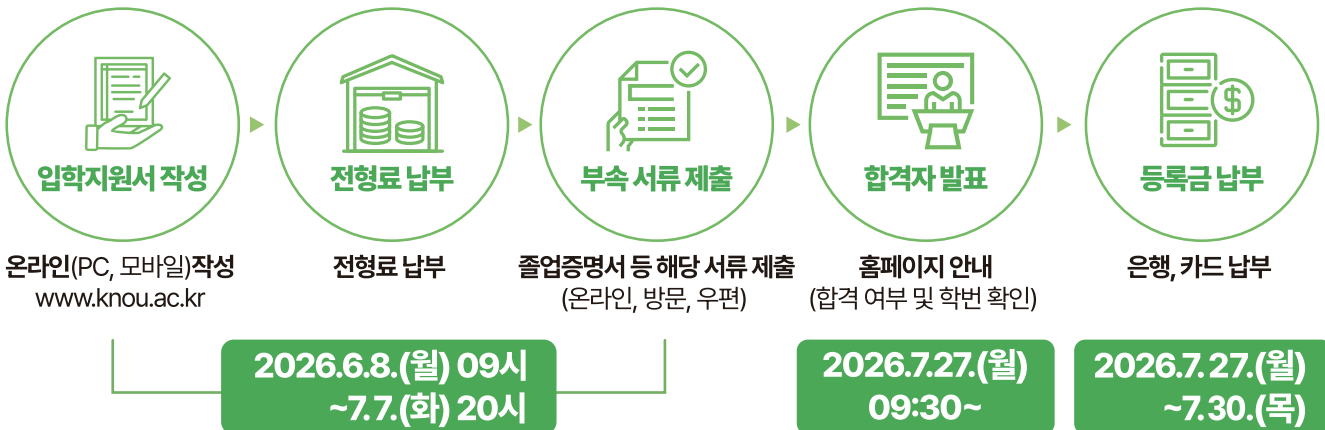 입학지원서 작성
전형료 납부
부속 서류 제출
합격자 발표
등록금 납부
온라인(PC, 모바일)작성
www.knou.ac.kr
전형료 납부
졸업증명서 등 해당 서류 제출
(온라인, 방문, 우편)
홈페이지 안내
(합격 여부 및 학번 확인)
은행, 카드 납부
2026.6.8.(월) 09시
~7.7.(화) 20시
2026.7.27.(월)
09:30~
2026.7. 27.(월)
~7.30.(목)